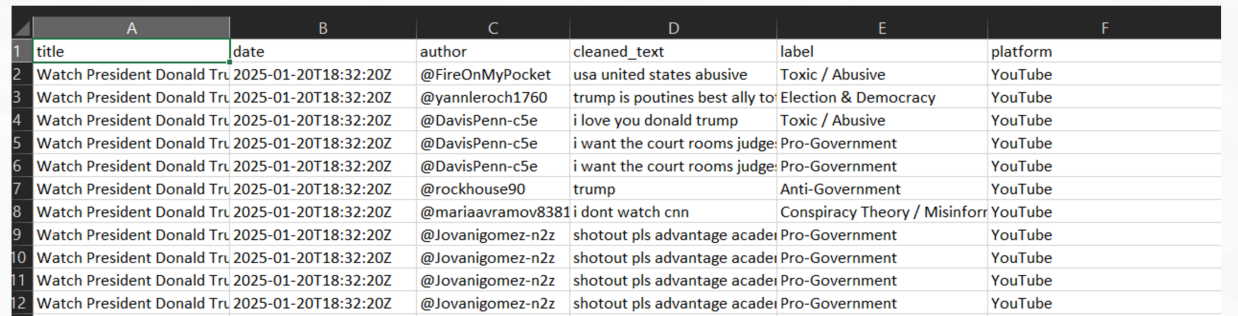 A B C D E F
1 title date author cleaned_text label platform
2 Watch President Donald Tru 2025-01-20T18:32:20Z @FireOnMyPocket usa united states abusive Toxic / Abusive YouTube
3 Watch President Donald Tru 2025-01-20T18:32:20Z @yannleroch1760 trump is poutines best ally to Election & Democracy YouTube
4 Watch President Donald Tru 2025-01-20T18:32:20Z @DavisPenn-c5e i love you donald trump Toxic / Abusive YouTube
5 Watch President Donald Tru 2025-01-20T18:32:20Z @DavisPenn-c5e i want the court rooms judge Pro-Government YouTube
6 Watch President Donald Tru 2025-01-20T18:32:20Z @DavisPenn-c5e i want the court rooms judge Pro-Government YouTube
7 Watch President Donald Tru 2025-01-20T18:32:20Z @rockhouse90 trump Anti-Government YouTube
8 Watch President Donald Tru 2025-01-20T18:32:20Z @mariaavramov8381 i dont watch cnn Conspiracy Theory / Misinforr YouTube
9 Watch President Donald Tru 2025-01-20T18:32:20Z @Jovanigomez-n2z shotout pls advantage acade Pro-Government YouTube
10 Watch President Donald Tru 2025-01-20T18:32:20Z @Jovanigomez-n2z shotout pls advantage acade Pro-Government YouTube
11 Watch President Donald Tru 2025-01-20T18:32:20Z @Jovanigomez-n2z shotout pls advantage acade Pro-Government YouTube
12 Watch President Donald Tru 2025-01-20T18:32:20Z @Jovanigomez-n2z shotout pls advantage acade Pro-Government YouTube